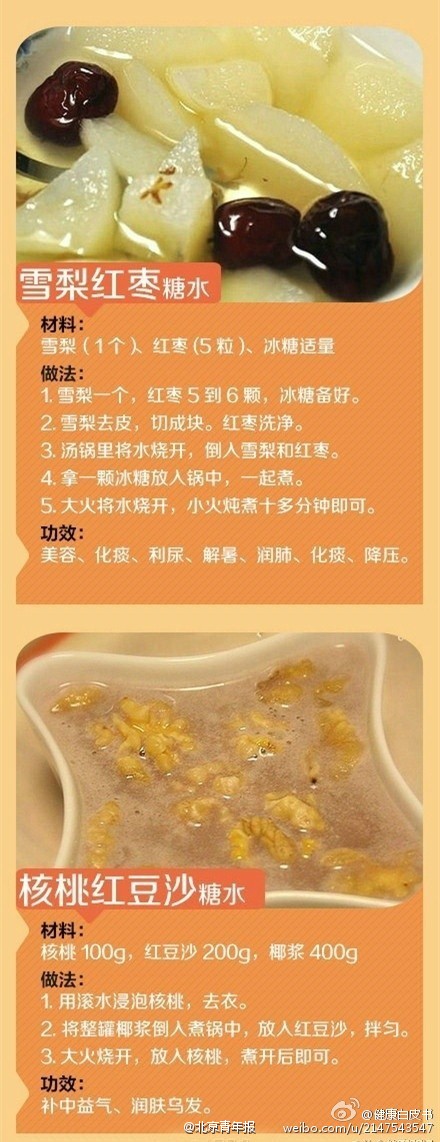 雪梨红枣糖水
材料：
雪梨（1个）、红枣（5粒）、冰糖适量
做法：
1. 雪梨一个，红枣5到6颗，冰糖备好。
2. 雪梨去皮，切成块。红枣洗净。
3. 汤锅里将水烧开，倒入雪梨和红枣。
4. 拿一颗冰糖放入锅中，一起煮。
5. 大火将水烧开，小火炖煮十多分钟即可。
功效：
美容、化痰、利尿、解暑、润肺、化痰、降压。
核桃红豆沙糖水
材料：
核桃100g，红豆沙200g，椰浆400g
做法：
1. 用滚水浸泡核桃，去衣。
2. 将整罐椰浆倒入煮锅中，放入红豆沙，拌匀。
3. 大火烧开，放入核桃，煮开后即可。
功效：
补中益气、润肤乌发。
@健康白皮书
@北京青年报
weibo.com/u/2147543547